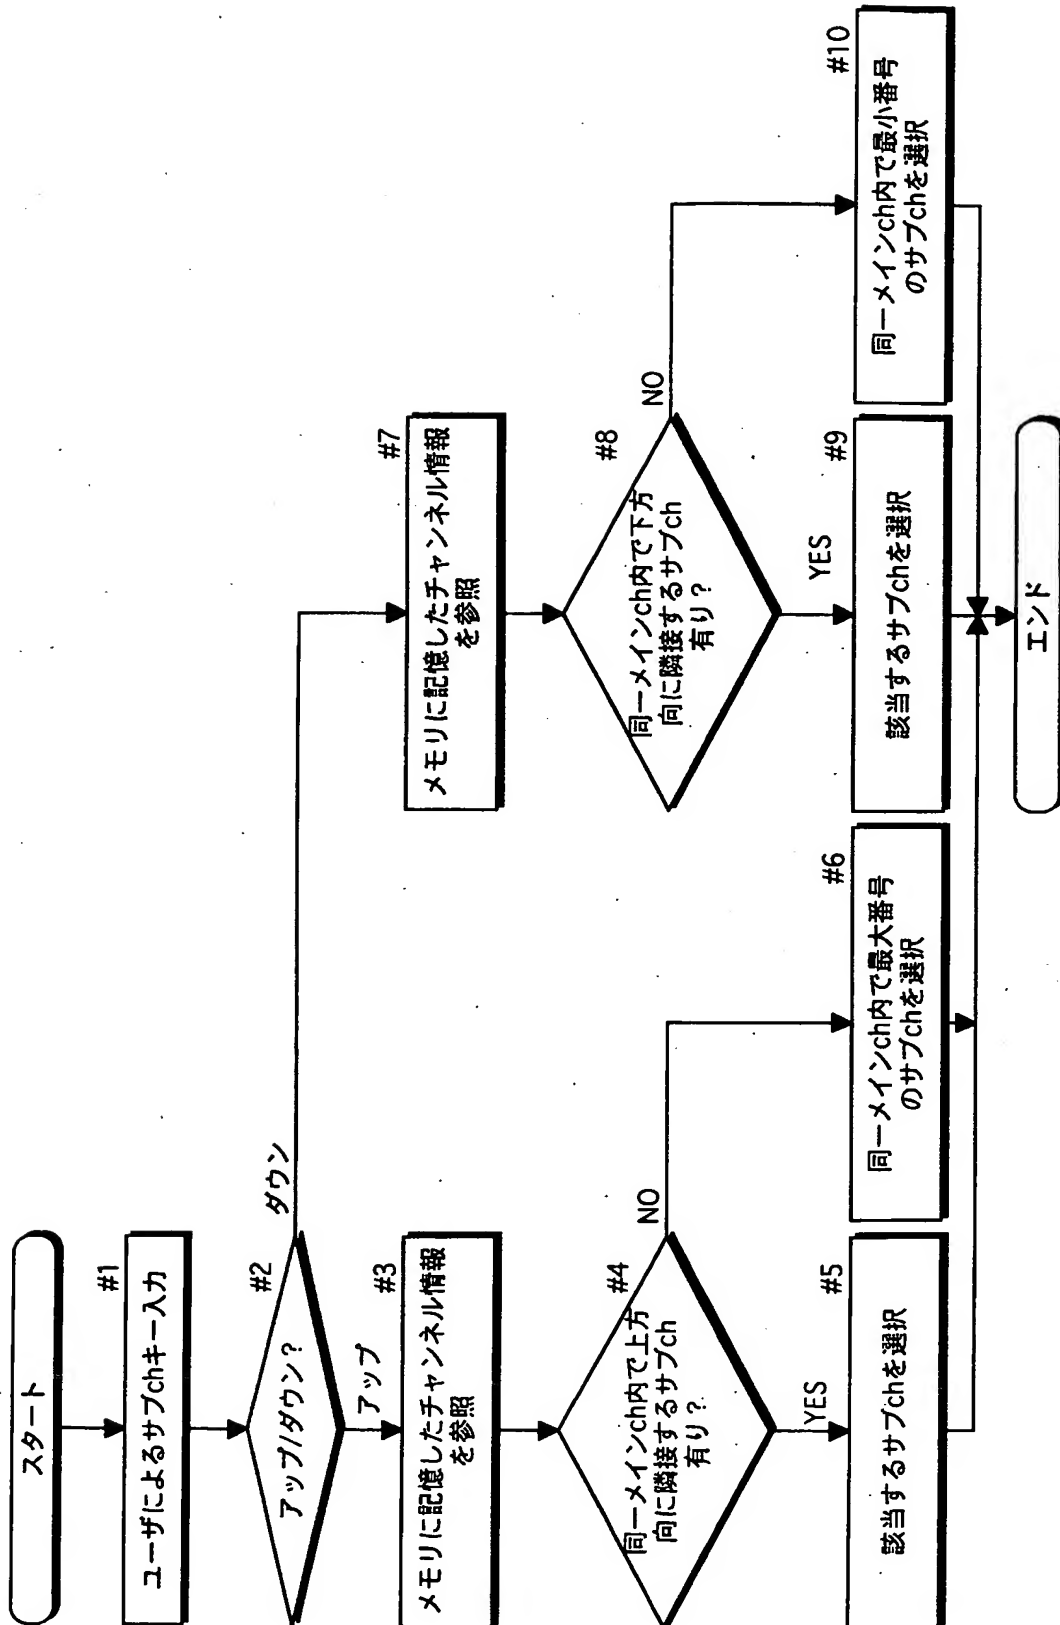 スタート
#1
ユーザによるサブchキー入力
#2
アップ/ダウン?
ダウン
アップ
#3
メモリに記憶したチャンネル情報
を参照
#4
同一メインch内で上方
向に隣接するサブch
有り?
NO
YES
#5
該当するサブchを選択
#6
同一メインch内で最大番号
のサブchを選択
#7
メモリに記憶したチャンネル情報
を参照
#8
同一メインch内で下方
向に隣接するサブch
有り?
NO
YES
#9
該当するサブchを選択
#10
同一メインch内で最小番号
のサブchを選択
エンド